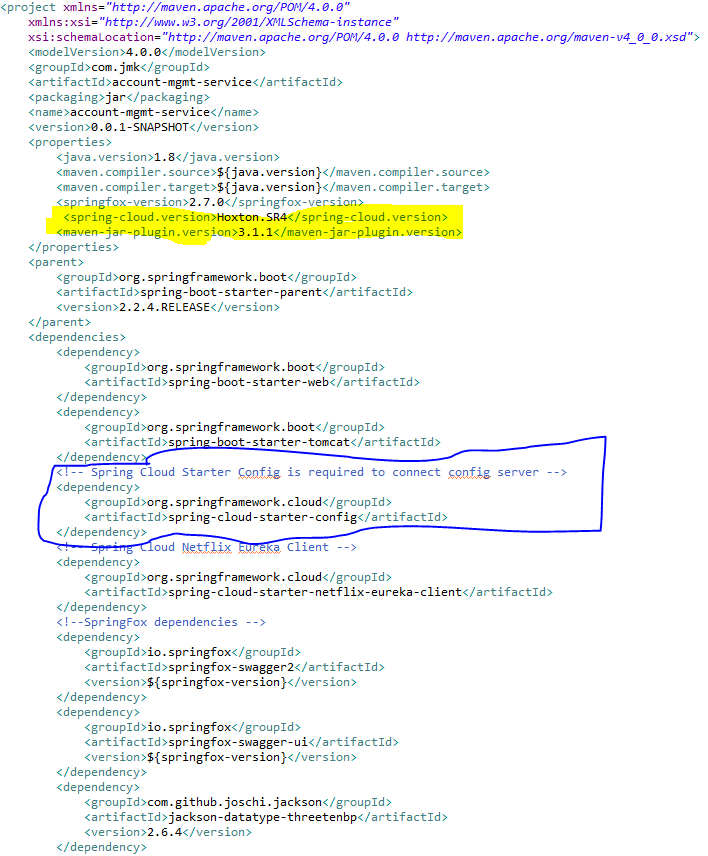 <project xmlns="http://maven.apache.org/POM/4.0.0"
xmlns:xsi="http://www.w3.org/2001/XMLSchema-instance"
xsi:schemaLocation="http://maven.apache.org/POM/4.0.0 http://maven.apache.org/maven-v4_0_0.xsd">
<modelVersion>4.0.0</modelVersion>
<groupId>com.jmk</groupId>
<artifactId>account-mgmt-service</artifactId>
<packaging>jar</packaging>
<name>account-mgmt-service</name>
<version>0.0.1-SNAPSHOT</version>
<properties>
<java.version>1.8</java.version>
<maven.compiler.source>${java.version}</maven.compiler.source>
<maven.compiler.target>${java.version}</maven.compiler.target>
<springfox-version>2.7.0</springfox-version>
<spring-cloud.version>Hoxton.SR4</spring-cloud.version>
<maven-jar-plugin.version>3.1.1</maven-jar-plugin.version>
</properties>
<parent>
<groupId>org.springframework.boot</groupId>
<artifactId>spring-boot-starter-parent</artifactId>
<version>2.2.4.RELEASE</version>
</parent>
<dependencies>
<dependency>
<groupId>org.springframework.boot</groupId>
<artifactId>spring-boot-starter-web</artifactId>
</dependency>
<dependency>
<groupId>org.springframework.boot</groupId>
<artifactId>spring-boot-starter-tomcat</artifactId>
</dependency>
<!-- Spring Cloud Starter Config is required to connect config server -->
<dependency>
<groupId>org.springframework.cloud</groupId>
<artifactId>spring-cloud-starter-config</artifactId>
</dependency>
<!-- Spring Cloud Netflix Eureka Client -->
<dependency>
<groupId>org.springframework.cloud</groupId>
<artifactId>spring-cloud-starter-netflix-eureka-client</artifactId>
</dependency>
<!--SpringFox dependencies -->
<dependency>
<groupId>io.springfox</groupId>
<artifactId>springfox-swagger2</artifactId>
<version>${springfox-version}</version>
</dependency>
<dependency>
<groupId>io.springfox</groupId>
<artifactId>springfox-swagger-ui</artifactId>
<version>${springfox-version}</version>
</dependency>
<dependency>
<groupId>com.github.joschi.jackson</groupId>
<artifactId>jackson-datatype-threetenbp</artifactId>
<version>2.6.4</version>
</dependency>